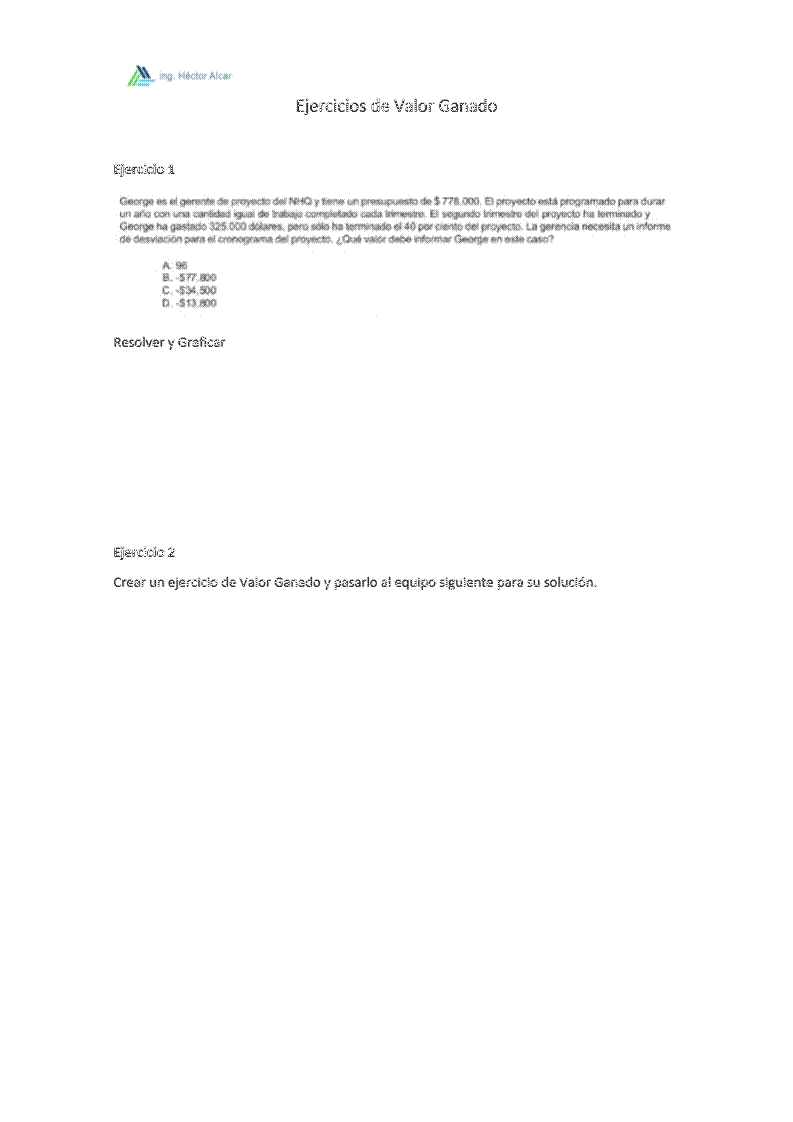 ing. Héctor Alcar
Ejercicios de Valor Ganado
Ejercicio 1
George es el gerente de proyecto del NHQ y tiene un presupuesto de $ 778.000. El proyecto está programado para durar
un año con una cantidad igual de trabajo completado cada trimestre. El segundo trimestre del proyecto ha terminado y
George ha gastado 325.000 dólares, pero sólo ha terminado el 40 por ciento del proyecto. La gerencia necesita un informe
de desviación para el cronograma del proyecto. ¿Qué valor debe informar George en este caso?
A. 96
B. -$77.800
C. -$34,500
D. -$13,800
Resolver y Graficar
Ejercicio 2
Crear un ejercicio de Valor Ganado y pasarlo al equipo siguiente para su solución.